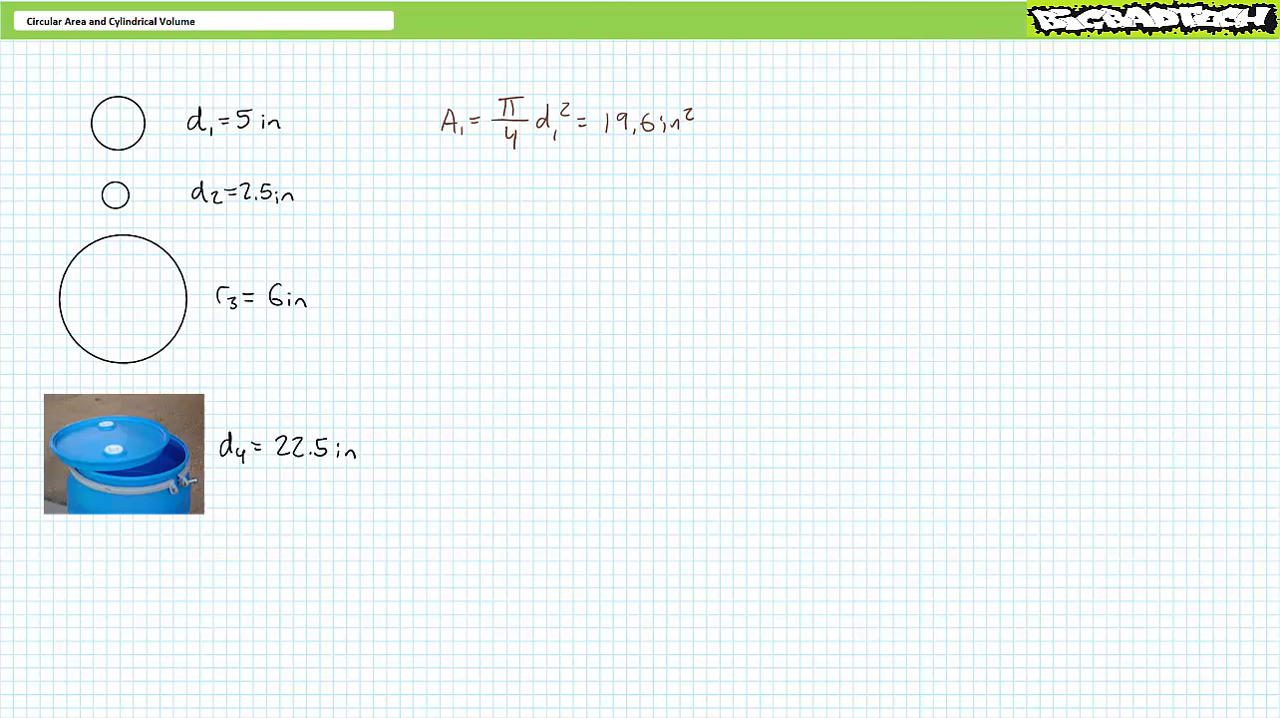 Circular Area and Cylindrical Volume
BIGBADTECH
d₁ = 5 in
A₁ = π/4 d₁² = 19.6 in²
d₂ = 2.5 in
r₃ = 6 in
d₄ = 22.5 in